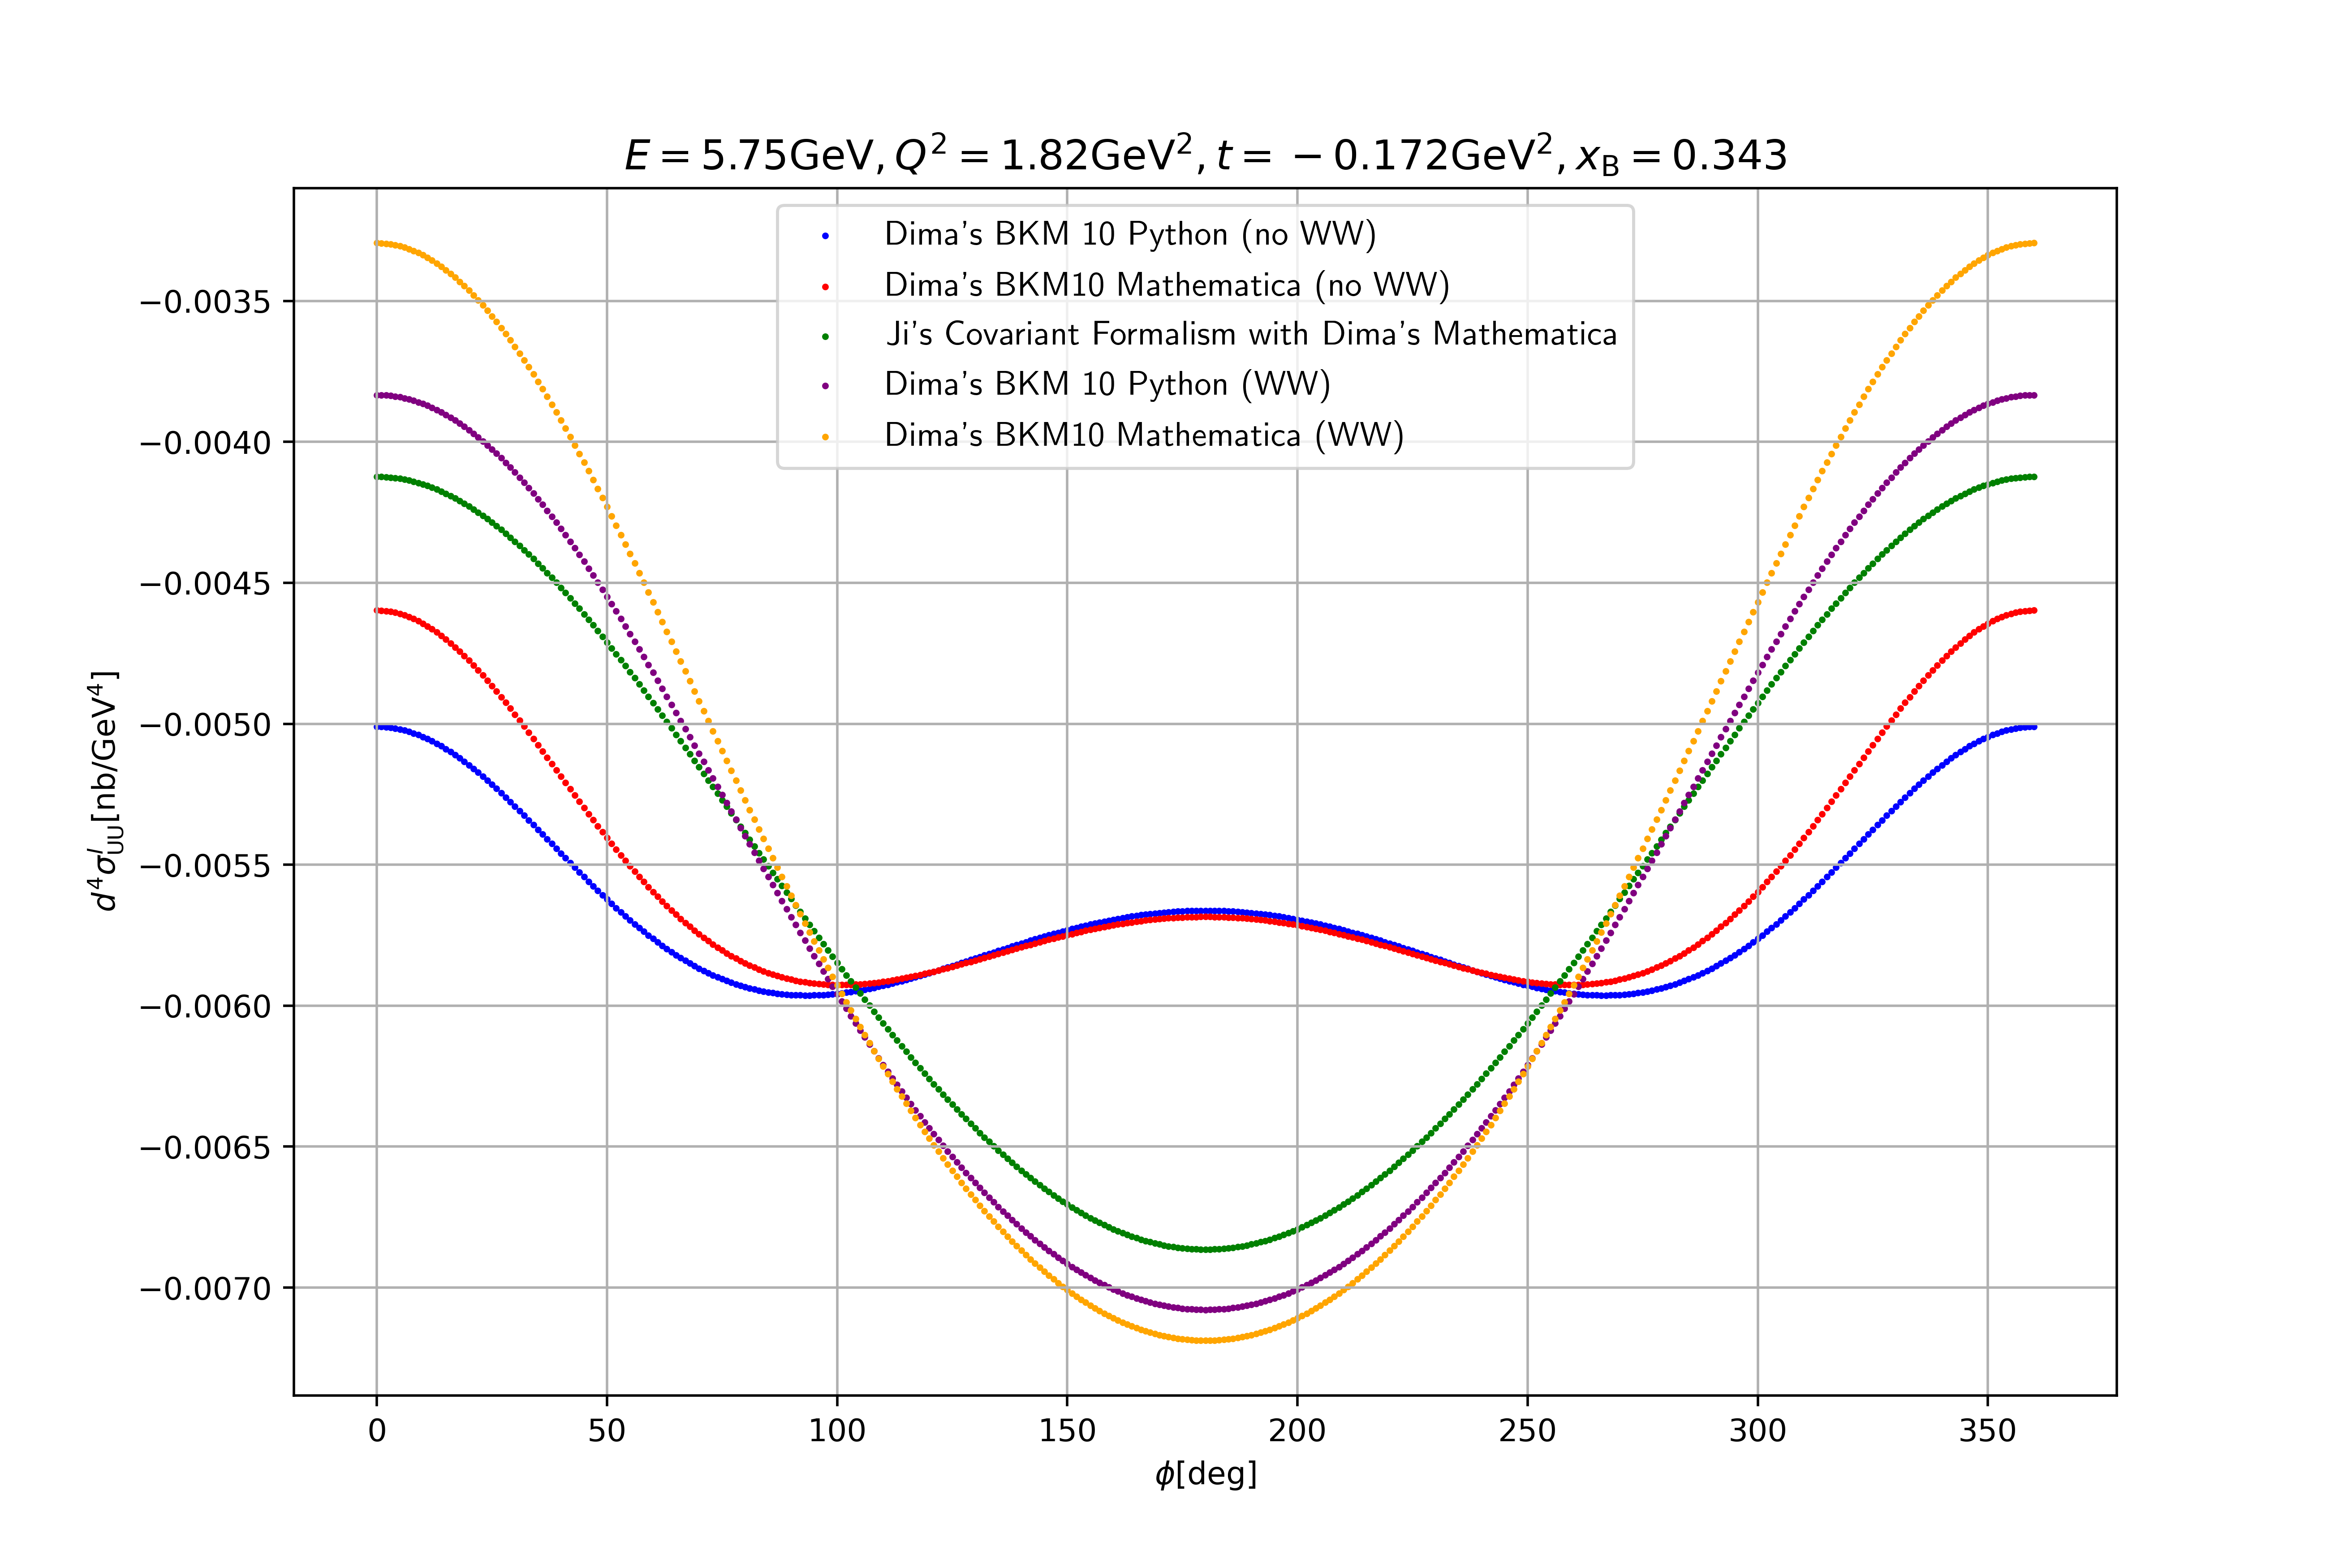 E = 5.75GeV, Q² = 1.82GeV², t = −0.172GeV², x_B = 0.343
Dima's BKM 10 Python (no WW)
Dima's BKM10 Mathematica (no WW)
Ji's Covariant Formalism with Dima's Mathematica
Dima's BKM 10 Python (WW)
Dima's BKM10 Mathematica (WW)
d⁴σ^I_UU[nb/GeV⁴]
−0.0035
−0.0040
−0.0045
−0.0050
−0.0055
−0.0060
−0.0065
−0.0070
0 50 100 150 200 250 300 350
ϕ[deg]